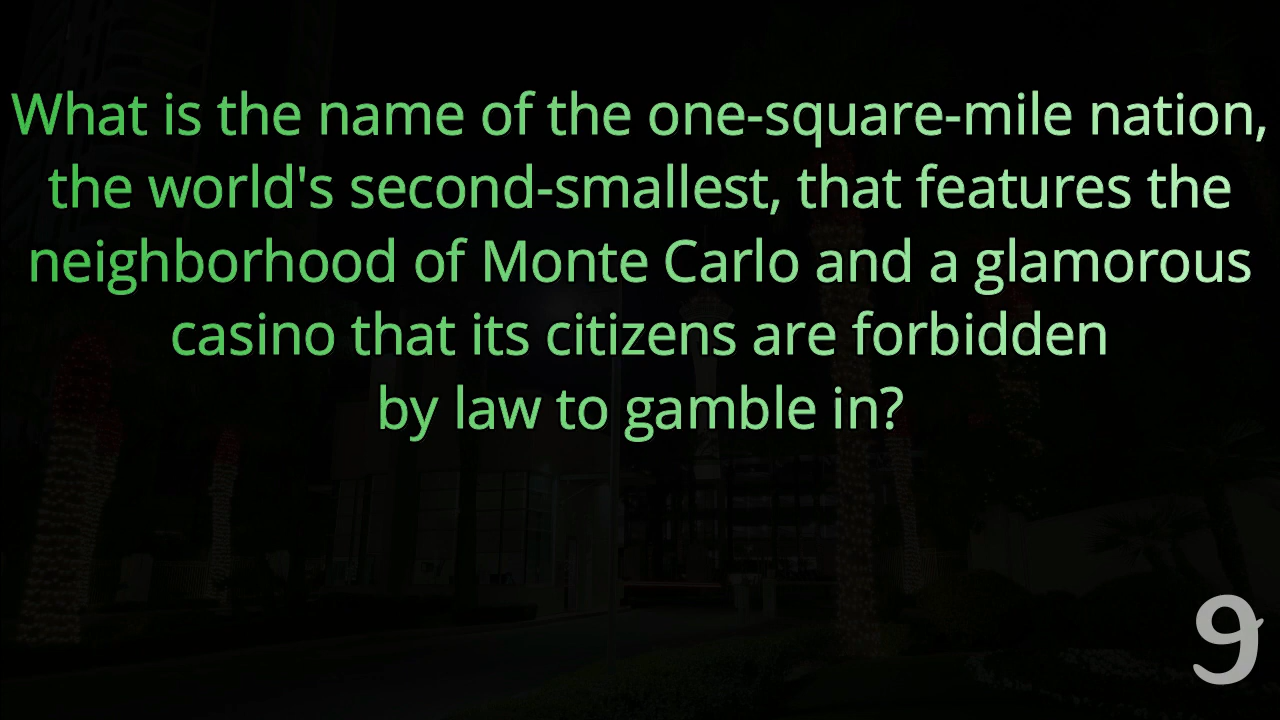 What is the name of the one-square-mile nation,
the world's second-smallest, that features the
neighborhood of Monte Carlo and a glamorous
casino that its citizens are forbidden
by law to gamble in?
9